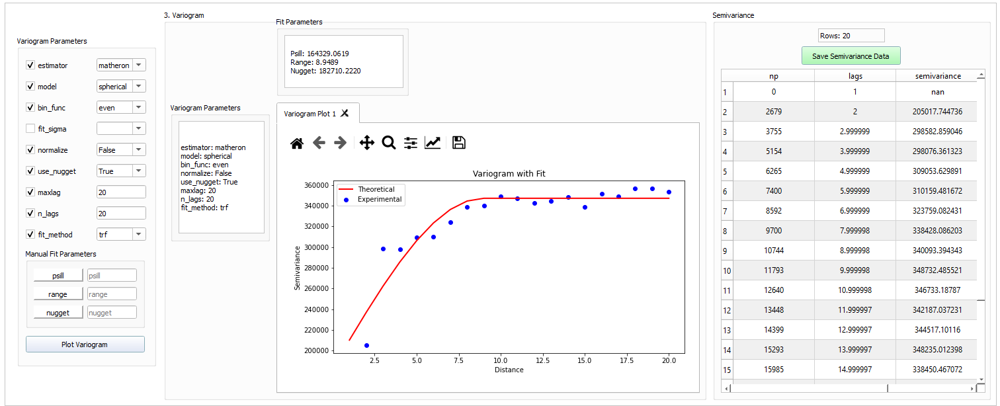 Variogram Parameters
estimator matheron
model spherical
bin_func even
fit_sigma
normalize False
use_nugget True
maxlag 20
n_lags 20
fit_method trf
Manual Fit Parameters
psill psill
range range
nugget nugget
Plot Variogram
3. Variogram
Fit Parameters
Psill: 164329.0619
Range: 8.9489
Nugget: 182710.2220
Variogram Parameters
estimator: matheron
model: spherical
bin_func: even
normalize: False
use_nugget: True
maxlag: 20
n_lags: 20
fit_method: trf
Variogram Plot 1
Variogram with Fit
Theoretical
Experimental
Semivariance
360000
340000
320000
300000
280000
260000
240000
220000
200000
2.5 5.0 7.5 10.0 12.5 15.0 17.5 20.0
Distance
Semivariance
Rows: 20
Save Semivariance Data
np lags semivariance
1 0 1 nan
2 2679 2 205017.744736
3 3755 2.999999 298582.859046
4 5154 3.999999 298076.361323
5 6265 4.999999 309053.629891
6 7400 5.999999 310159.481672
7 8592 6.999999 323759.082431
8 9700 7.999998 338428.086203
9 10744 8.999998 340093.394343
10 11793 9.999998 348732.485521
11 12640 10.999998 346733.18787
12 13448 11.999997 342187.037231
13 14399 12.999997 344517.10116
14 15293 13.999997 348235.012398
15 15985 14.999997 338450.467072